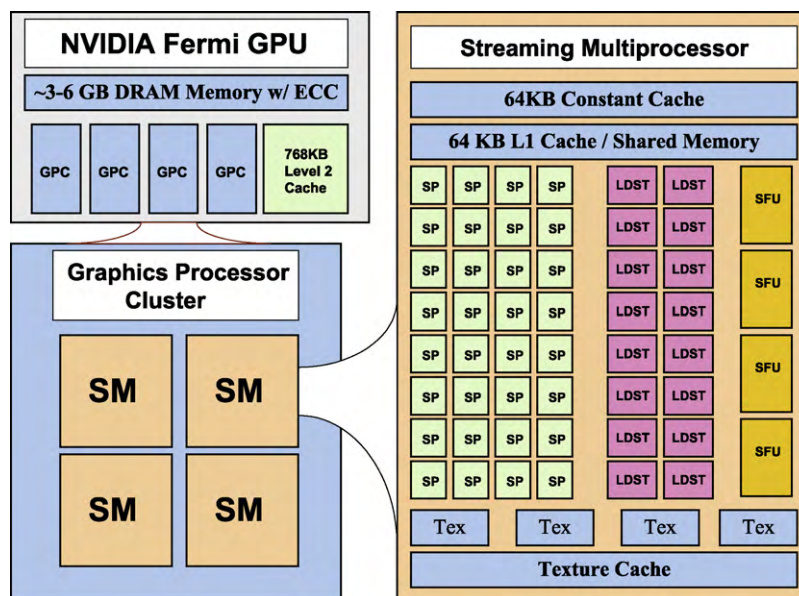 NVIDIA Fermi GPU
~3-6 GB DRAM Memory w/ ECC
GPC GPC GPC GPC
768KB
Level 2
Cache
Graphics Processor
Cluster
SM SM
SM SM
Streaming Multiprocessor
64KB Constant Cache
64 KB L1 Cache / Shared Memory
SP SP SP SP LDST LDST
SFU
SP SP SP SP LDST LDST
SP SP SP SP LDST LDST
SFU
SP SP SP SP LDST LDST
SP SP SP SP LDST LDST
SFU
SP SP SP SP LDST LDST
SP SP SP SP LDST LDST
SFU
SP SP SP SP LDST LDST
Tex Tex Tex Tex
Texture Cache